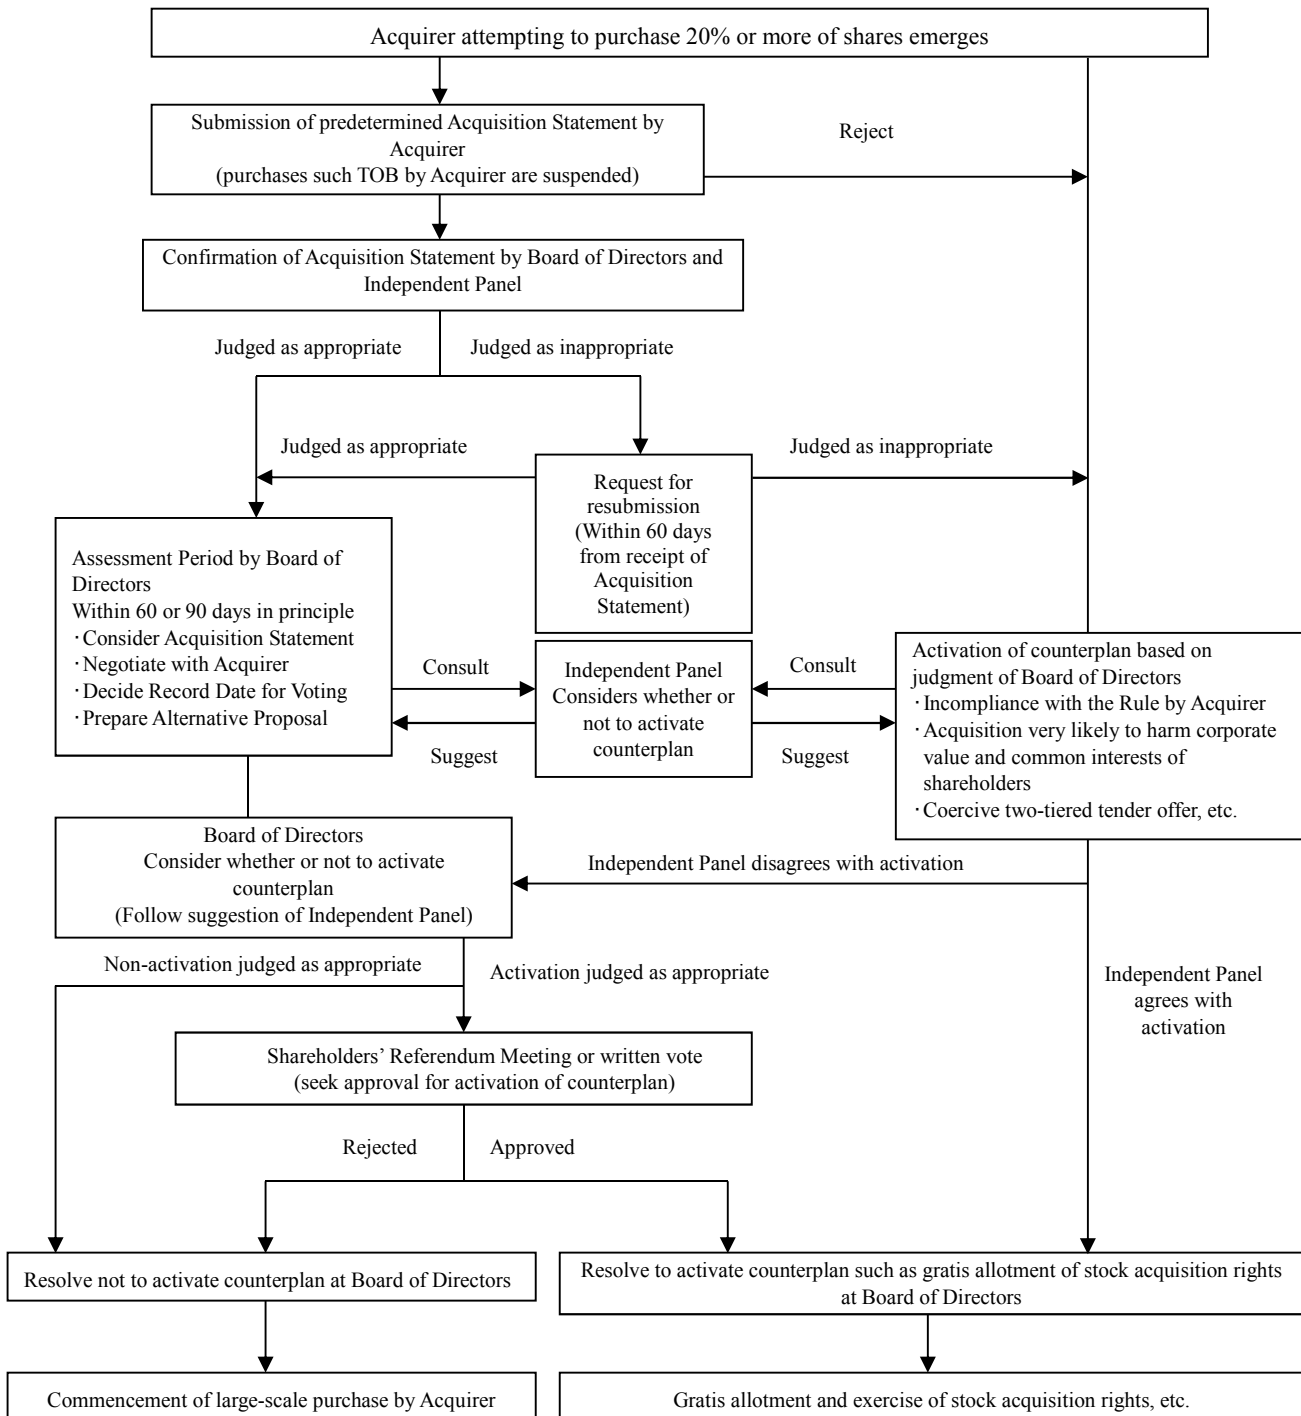 Acquirer attempting to purchase 20% or more of shares emerges
Submission of predetermined Acquisition Statement by
Acquirer
(purchases such TOB by Acquirer are suspended)
Reject
Confirmation of Acquisition Statement by Board of Directors and
Independent Panel
Judged as appropriate
Judged as inappropriate
Judged as appropriate
Judged as inappropriate
Request for
resubmission
(Within 60 days
from receipt of
Acquisition
Statement)
Assessment Period by Board of
Directors
Within 60 or 90 days in principle
・Consider Acquisition Statement
・Negotiate with Acquirer
・Decide Record Date for Voting
・Prepare Alternative Proposal
Consult
Suggest
Independent Panel
Considers whether or
not to activate
counterplan
Consult
Suggest
Activation of counterplan based on
judgment of Board of Directors
・Incompliance with the Rule by Acquirer
・Acquisition very likely to harm corporate
value and common interests of
shareholders
・Coercive two-tiered tender offer, etc.
Board of Directors
Consider whether or not to activate
counterplan
(Follow suggestion of Independent Panel)
Independent Panel disagrees with activation
Non-activation judged as appropriate
Activation judged as appropriate
Independent Panel
agrees with
activation
Shareholders’ Referendum Meeting or written vote
(seek approval for activation of counterplan)
Rejected
Approved
Resolve not to activate counterplan at Board of Directors
Resolve to activate counterplan such as gratis allotment of stock acquisition rights
at Board of Directors
Commencement of large-scale purchase by Acquirer
Gratis allotment and exercise of stock acquisition rights, etc.